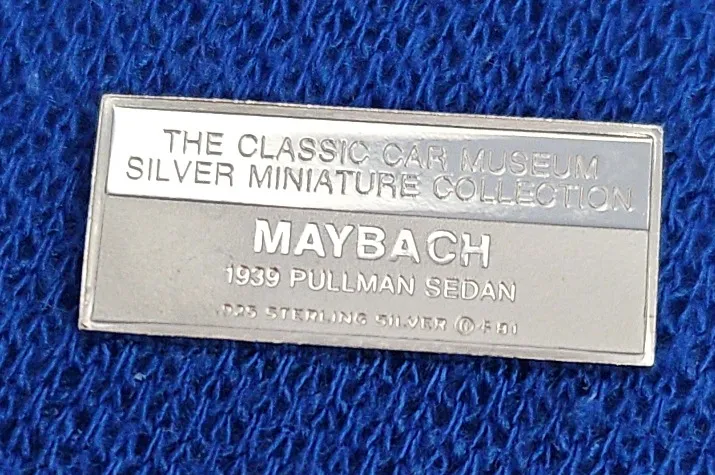 THE CLASSIC CAR MUSEUM
SILVER MINIATURE COLLECTION
MAYBACH
1939 PULLMAN SEDAN
.925 STERLING SILVER Ⓘ F